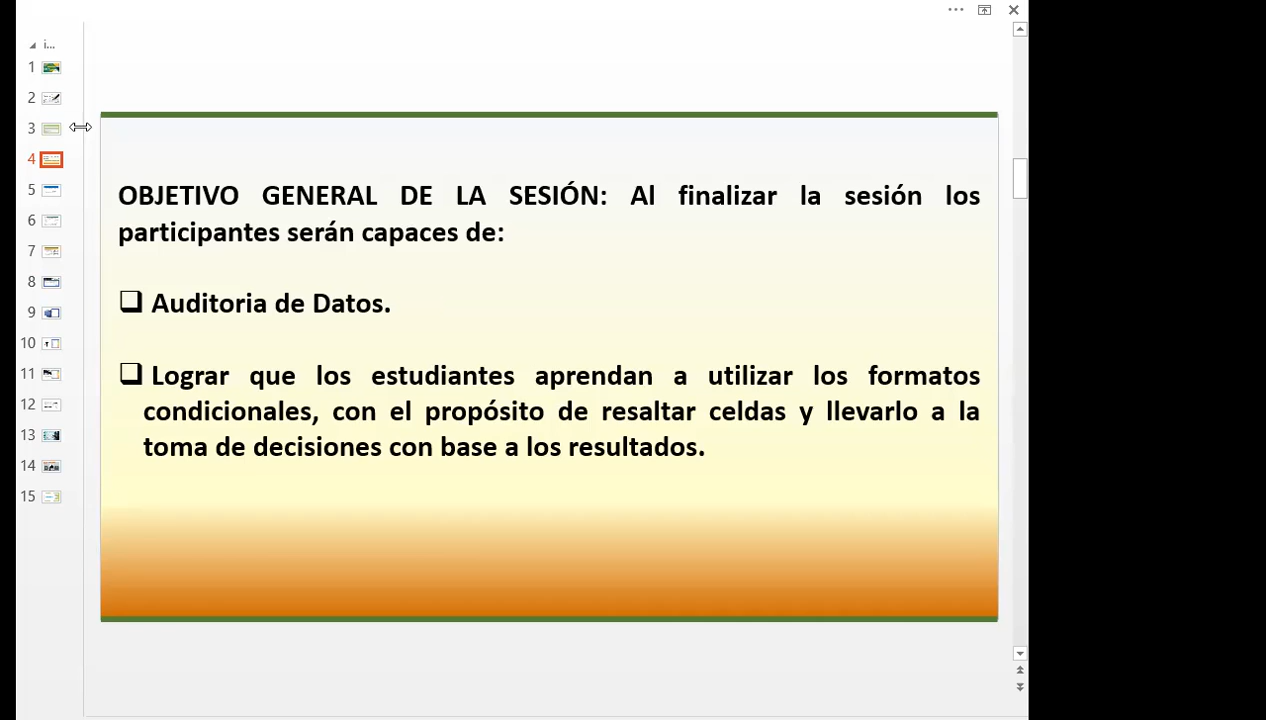 i...
1
2
3
4
5
6
7
8
9
10
11
12
13
14
15
OBJETIVO GENERAL DE LA SESIÓN: Al finalizar la sesión los
participantes serán capaces de:
❑ Auditoria de Datos.
❑ Lograr que los estudiantes aprendan a utilizar los formatos
condicionales, con el propósito de resaltar celdas y llevarlo a la
toma de decisiones con base a los resultados.